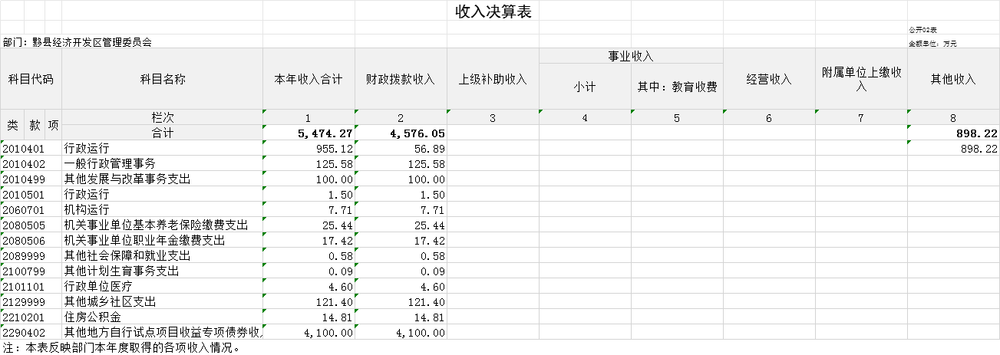 收入决算表
公开02表
部门：黟县经济开发区管理委员会
金额单位：万元
科目代码 科目名称 本年收入合计 财政拨款收入 上级补助收入 事业收入 经营收入 附属单位上缴收入 其他收入
小计 其中：教育收费
类 款 项 栏次 1 2 3 4 5 6 7 8
合计 5,474.27 4,576.05 898.22
2010401 行政运行 955.12 56.89 898.22
2010402 一般行政管理事务 125.58 125.58
2010499 其他发展与改革事务支出 100.00 100.00
2010501 行政运行 1.50 1.50
2060701 机构运行 7.71 7.71
2080505 机关事业单位基本养老保险缴费支出 25.44 25.44
2080506 机关事业单位职业年金缴费支出 17.42 17.42
2089999 其他社会保障和就业支出 0.58 0.58
2100799 其他计划生育事务支出 0.09 0.09
2101101 行政单位医疗 4.60 4.60
2129999 其他城乡社区支出 121.40 121.40
2210201 住房公积金 14.81 14.81
2290402 其他地方自行试点项目收益专项债券收 4,100.00 4,100.00
注：本表反映部门本年度取得的各项收入情况。